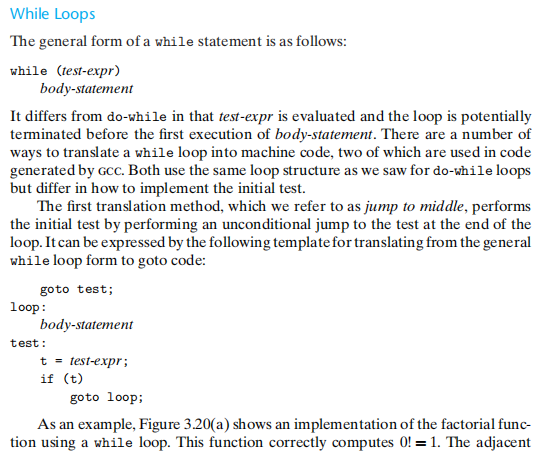 While Loops
The general form of a while statement is as follows:
while (test-expr)
body-statement
It differs from do-while in that test-expr is evaluated and the loop is potentially
terminated before the first execution of body-statement. There are a number of
ways to translate a while loop into machine code, two of which are used in code
generated by GCC. Both use the same loop structure as we saw for do-while loops
but differ in how to implement the initial test.
The first translation method, which we refer to as jump to middle, performs
the initial test by performing an unconditional jump to the test at the end of the
loop. It can be expressed by the following template for translating from the general
while loop form to goto code:
goto test;
loop:
body-statement
test:
t = test-expr;
if (t)
goto loop;
As an example, Figure 3.20(a) shows an implementation of the factorial func-
tion using a while loop. This function correctly computes 0! = 1. The adjacent